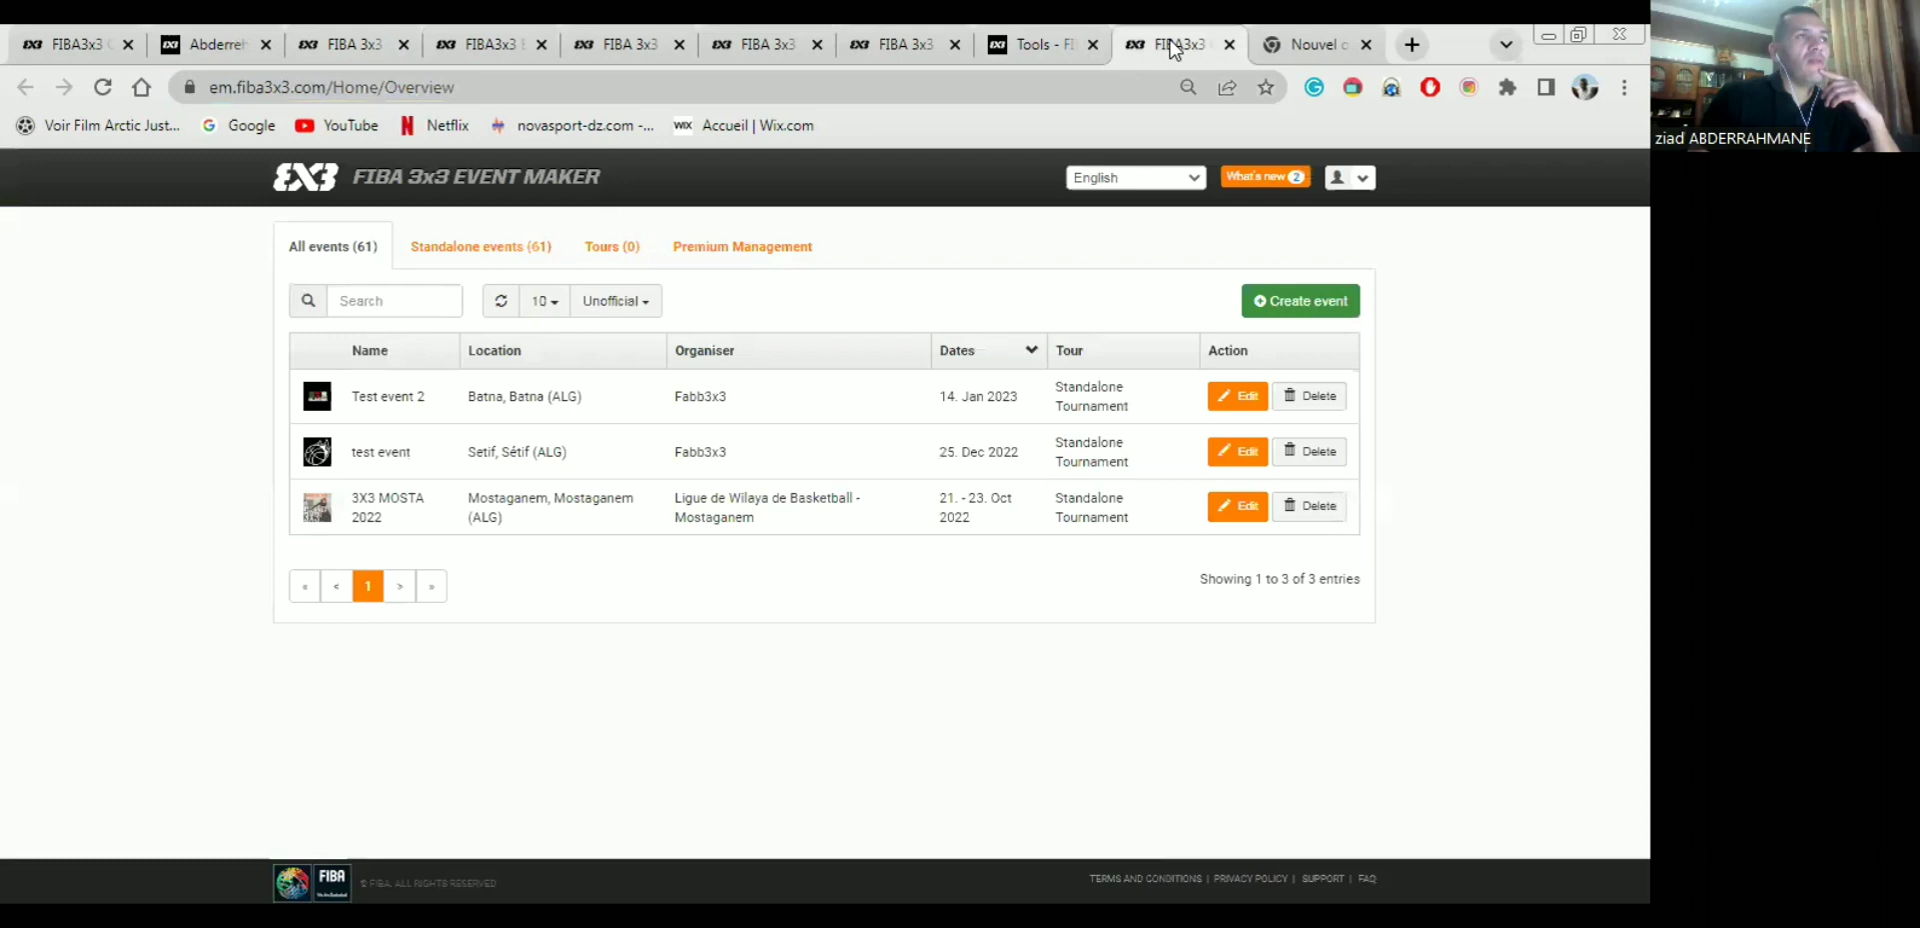 FIBA3x3
Abderreh
FIBA 3x3
FIBA3x3 E
FIBA 3x3
FIBA 3x3
FIBA 3x3
Tools - FI
FIBA3x3
Nouvel o
em.fiba3x3.com/Home/Overview
Voir Film Arctic Just... Google YouTube Netflix novasport-dz.com -... WIX Accueil | Wix.com
ziad ABDERRAHMANE
3X3 FIBA 3x3 EVENT MAKER
English What's new 2
All events (61) Standalone events (61) Tours (0) Premium Management
Search 10 Unofficial Create event
Name Location Organiser Dates Tour Action
Test event 2 Batna, Batna (ALG) Fabb3x3 14. Jan 2023 Standalone Tournament Edit Delete
test event Setif, Sétif (ALG) Fabb3x3 25. Dec 2022 Standalone Tournament Edit Delete
3X3 MOSTA 2022 Mostaganem, Mostaganem (ALG) Ligue de Wilaya de Basketball - Mostaganem 21. - 23. Oct 2022 Standalone Tournament Edit Delete
« < 1 > »
Showing 1 to 3 of 3 entries
FIBA
© FIBA. ALL RIGHTS RESERVED
TERMS AND CONDITIONS | PRIVACY POLICY | SUPPORT | FAQ